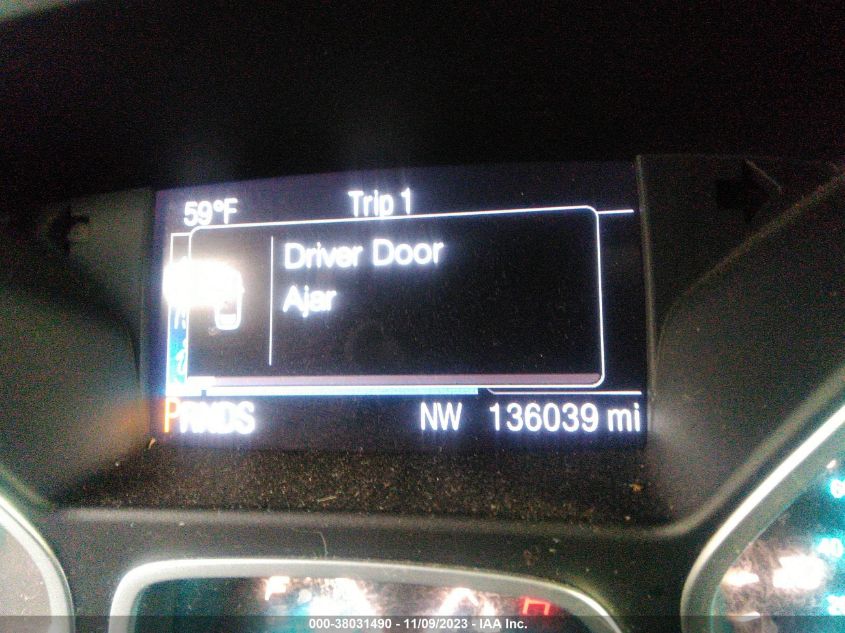 59°F Trip 1
Driver Door
Ajar
PRNDS NW 136039 mi
H
000-38031490 - 11/09/2023 - IAA Inc.